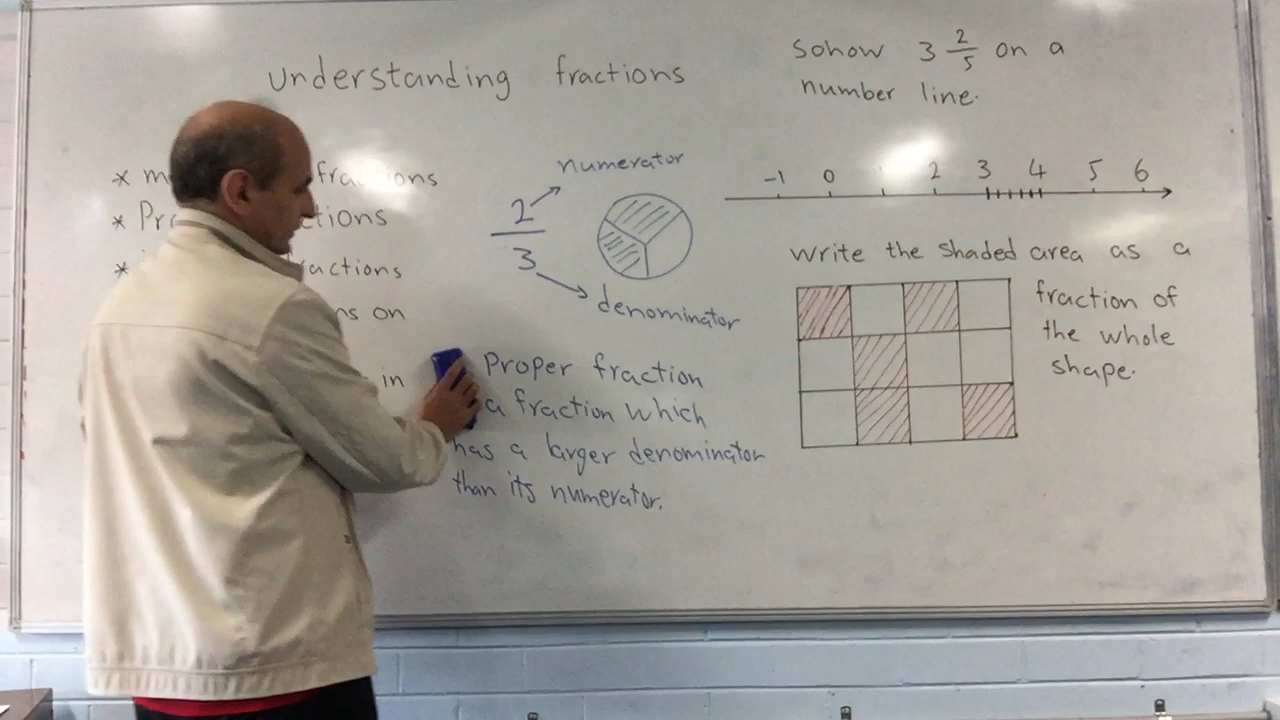 understanding fractions
* m fractions
* Pr ctions
* ractions
ns on
in
2
3
numerator
denominator
Proper fraction
a fraction which
has a larger denominator
than its numerator.
Sohow 3 2/5 on a
number line.
-1 0 1 2 3 4 5 6
Write the shaded area as a
fraction of
the whole
shape.